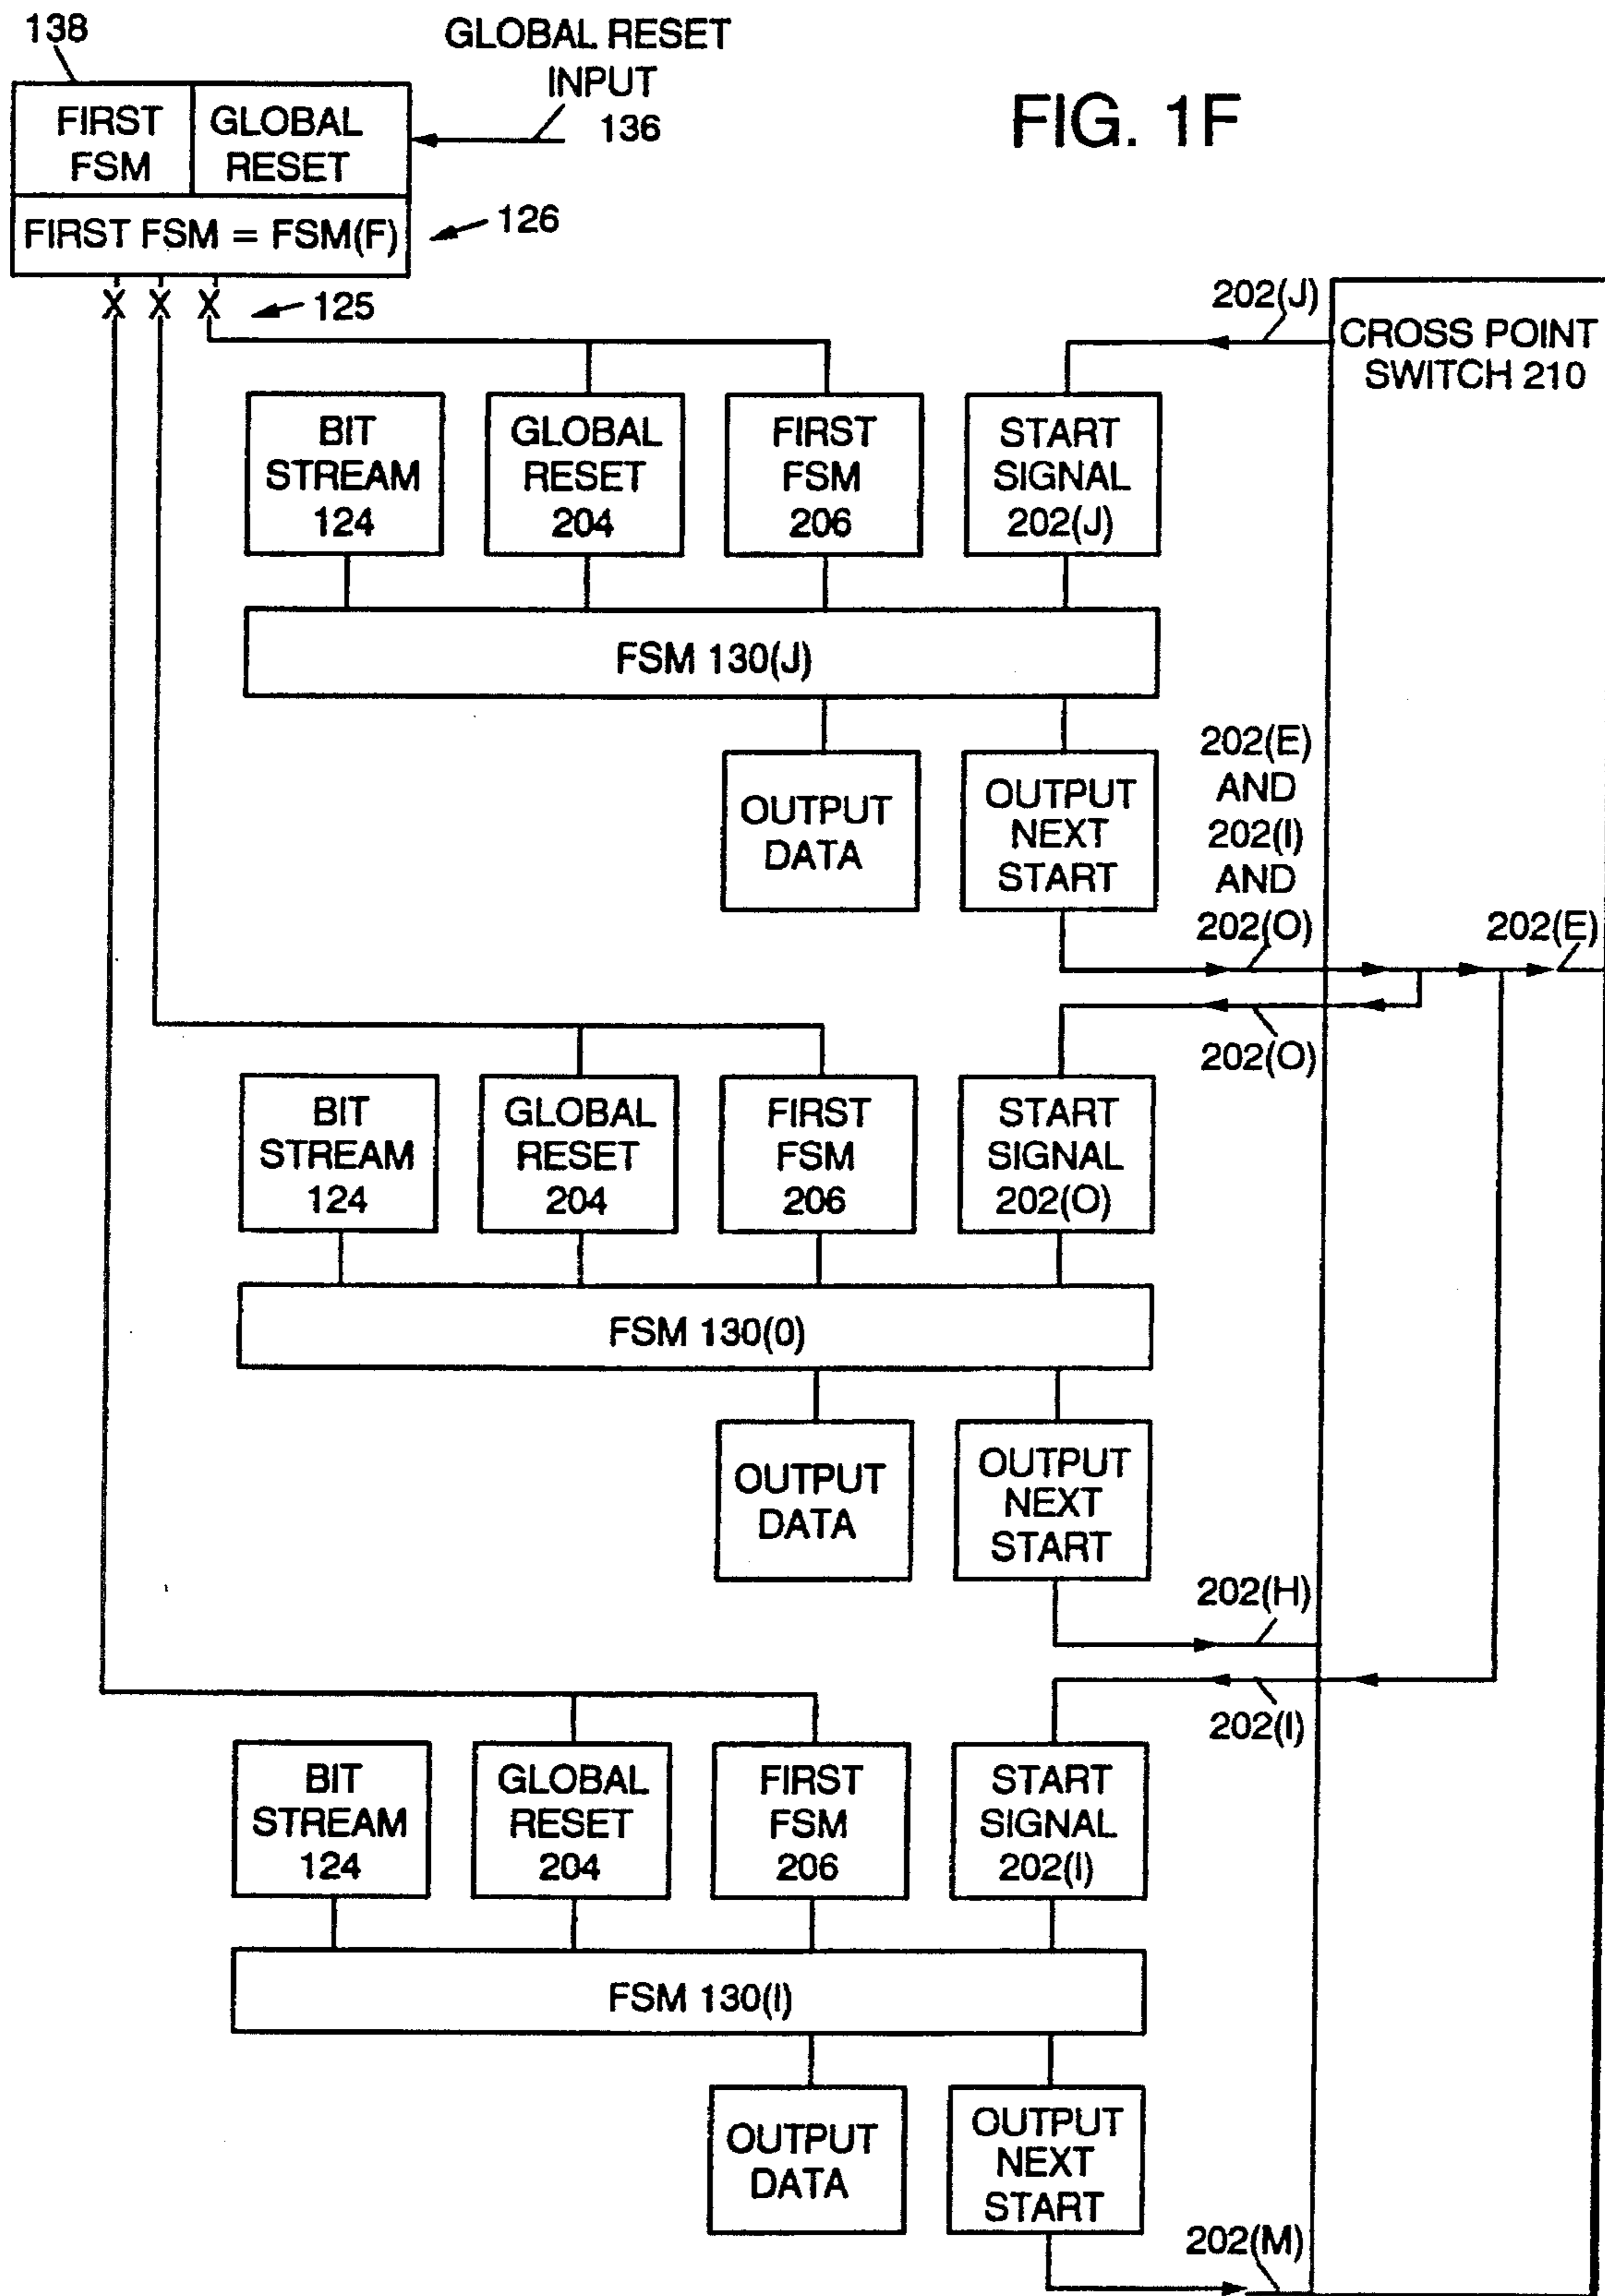 138
GLOBAL RESET
INPUT
136
FIG. 1F
FIRST
FSM
GLOBAL
RESET
FIRST FSM = FSM(F)
126
X X X
125
202(J)
CROSS POINT
SWITCH 210
BIT
STREAM
124
GLOBAL
RESET
204
FIRST
FSM
206
START
SIGNAL
202(J)
FSM 130(J)
OUTPUT
DATA
OUTPUT
NEXT
START
202(E)
AND
202(I)
AND
202(O)
202(E)
202(O)
BIT
STREAM
124
GLOBAL
RESET
204
FIRST
FSM
206
START
SIGNAL
202(O)
FSM 130(0)
OUTPUT
DATA
OUTPUT
NEXT
START
202(H)
202(I)
BIT
STREAM
124
GLOBAL
RESET
204
FIRST
FSM
206
START
SIGNAL
202(I)
FSM 130(I)
OUTPUT
DATA
OUTPUT
NEXT
START
202(M)